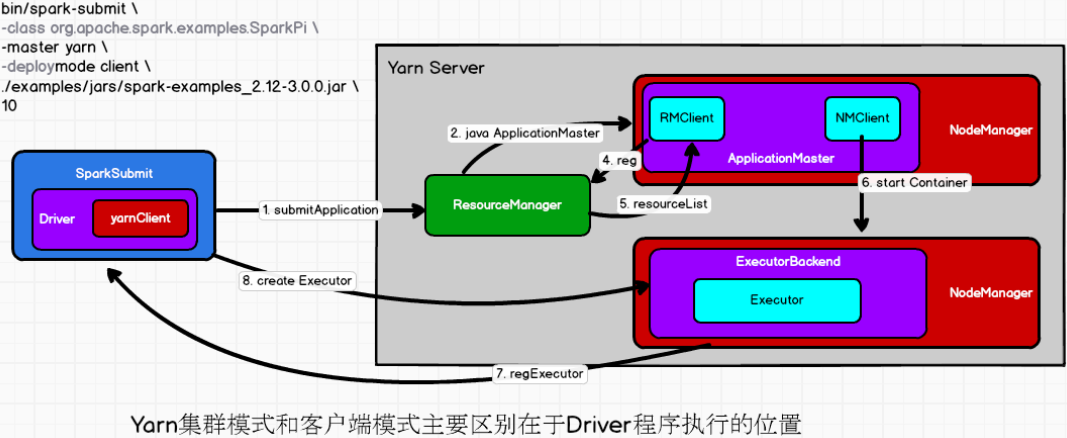 bin/spark-submit \
-class org.apache.spark.examples.SparkPi \
-master yarn \
-deploymode client \
./examples/jars/spark-examples_2.12-3.0.0.jar \
10
Yarn Server
RMClient
NMClient
NodeManager
2. java ApplicationMaster
ApplicationMaster
4. reg
SparkSubmit
6. start Container
Driver
yarnClient
1. submitApplication
ResourceManager
5. resourceList
ExecutorBackend
8. create Executor
Executor
NodeManager
7. regExecutor
Yarn集群模式和客户端模式主要区别在于Driver程序执行的位置